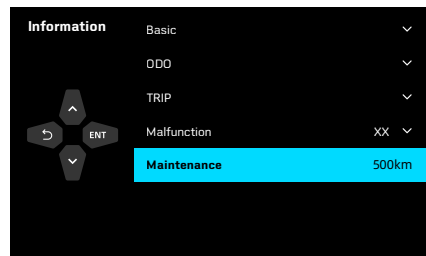 Information
Basic
ODO
TRIP
ENT
Malfunction XX
Maintenance 500km